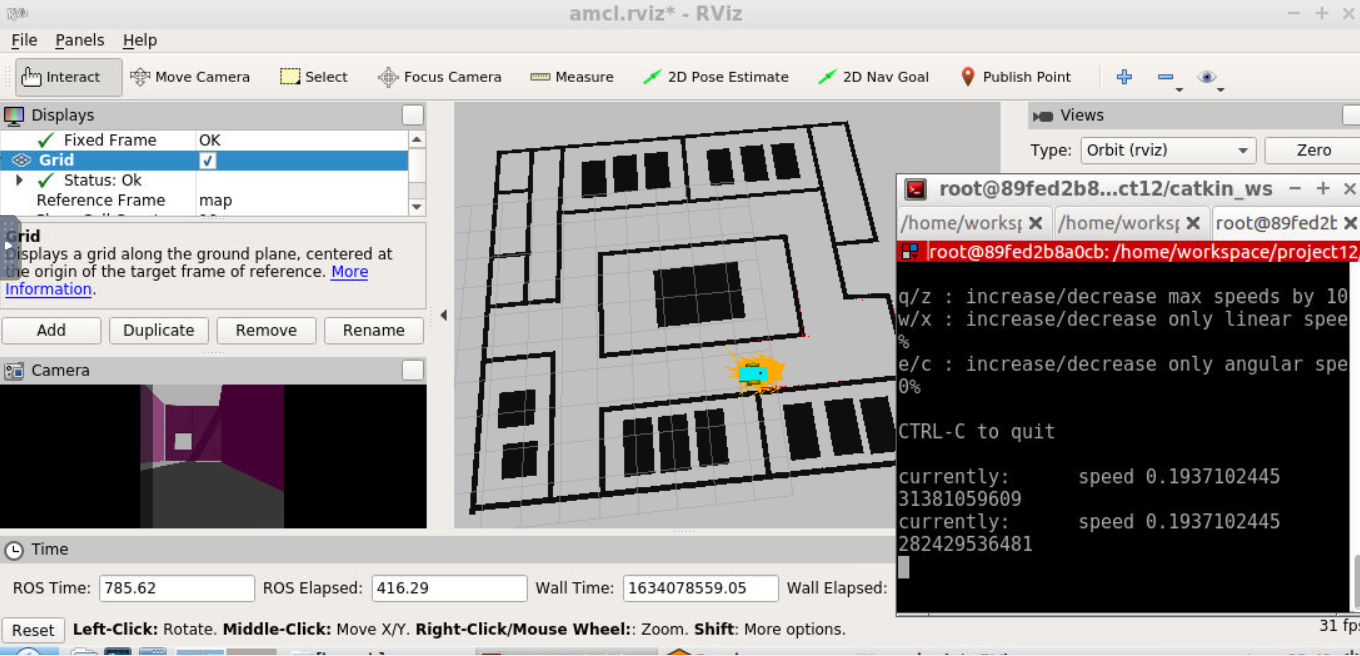 amcl.rviz* - RViz
File Panels Help
Interact Move Camera Select Focus Camera Measure 2D Pose Estimate 2D Nav Goal Publish Point
Displays
Fixed Frame OK
Grid
Status: Ok
Reference Frame map
Grid
Displays a grid along the ground plane, centered at
the origin of the target frame of reference. More
Information.
Add Duplicate Remove Rename
Camera
Views
Type: Orbit (rviz) Zero
root@89fed2b8...ct12/catkin_ws
/home/works /home/works root@89fed2b
root@89fed2b8a0cb: /home/workspace/project12
q/z : increase/decrease max speeds by 10
w/x : increase/decrease only linear spee
%
e/c : increase/decrease only angular spe
0%
CTRL-C to quit
currently: speed 0.1937102445
31381059609
currently: speed 0.1937102445
282429536481
Time
ROS Time: 785.62 ROS Elapsed: 416.29 Wall Time: 1634078559.05 Wall Elapsed:
Reset Left-Click: Rotate. Middle-Click: Move X/Y. Right-Click/Mouse Wheel:: Zoom. Shift: More options.
31 fps